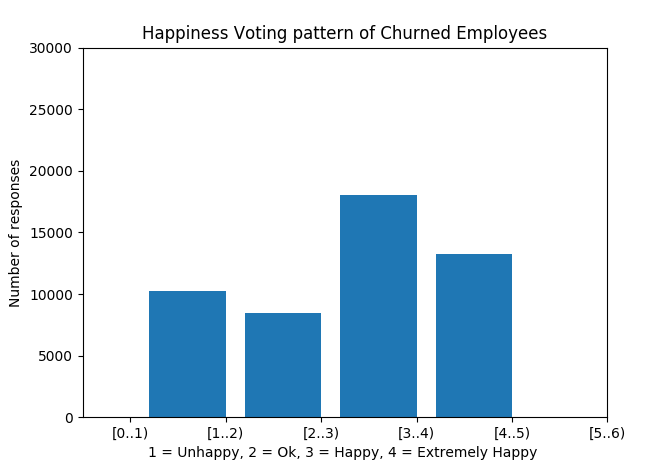 Happiness Voting pattern of Churned Employees
30000
25000
20000
15000
10000
5000
0
Number of responses
[0..1) [1..2) [2..3) [3..4) [4..5) [5..6)
1 = Unhappy, 2 = Ok, 3 = Happy, 4 = Extremely Happy